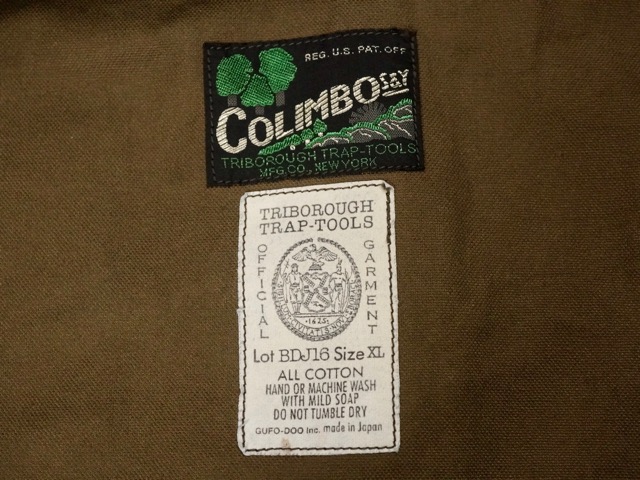 REG. U.S. PAT. OFF
COLIMBO S&Y
TRIBOROUGH TRAP-TOOLS
MFG.CO., NEW YORK
TRIBOROUGH
TRAP-TOOLS
OFFICIAL
GARMENT
·1625·
Lot BDJ16 Size XL
ALL COTTON
HAND OR MACHINE WASH
WITH MILD SOAP
DO NOT TUMBLE DRY
GUFO-DOO Inc. made in Japan